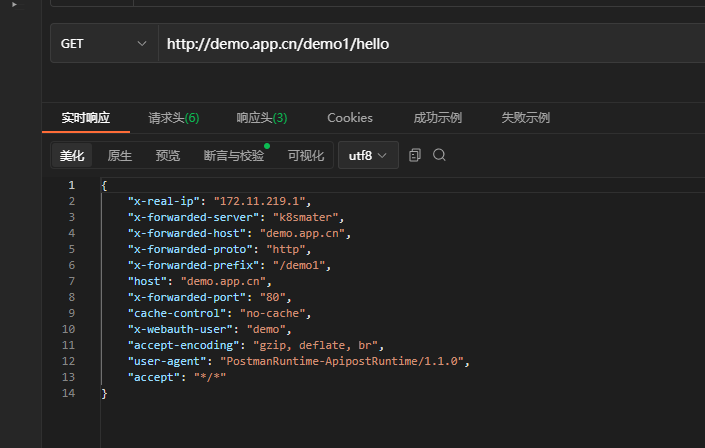 GET http://demo.app.cn/demo1/hello
实时响应 请求头(6) 响应头(3) Cookies 成功示例 失败示例
美化 原生 预览 断言与校验 可视化 utf8
1 {
2 "x-real-ip": "172.11.219.1",
3 "x-forwarded-server": "k8smater",
4 "x-forwarded-host": "demo.app.cn",
5 "x-forwarded-proto": "http",
6 "x-forwarded-prefix": "/demo1",
7 "host": "demo.app.cn",
8 "x-forwarded-port": "80",
9 "cache-control": "no-cache",
10 "x-webauth-user": "demo",
11 "accept-encoding": "gzip, deflate, br",
12 "user-agent": "PostmanRuntime-ApipostRuntime/1.1.0",
13 "accept": "*/*"
14 }